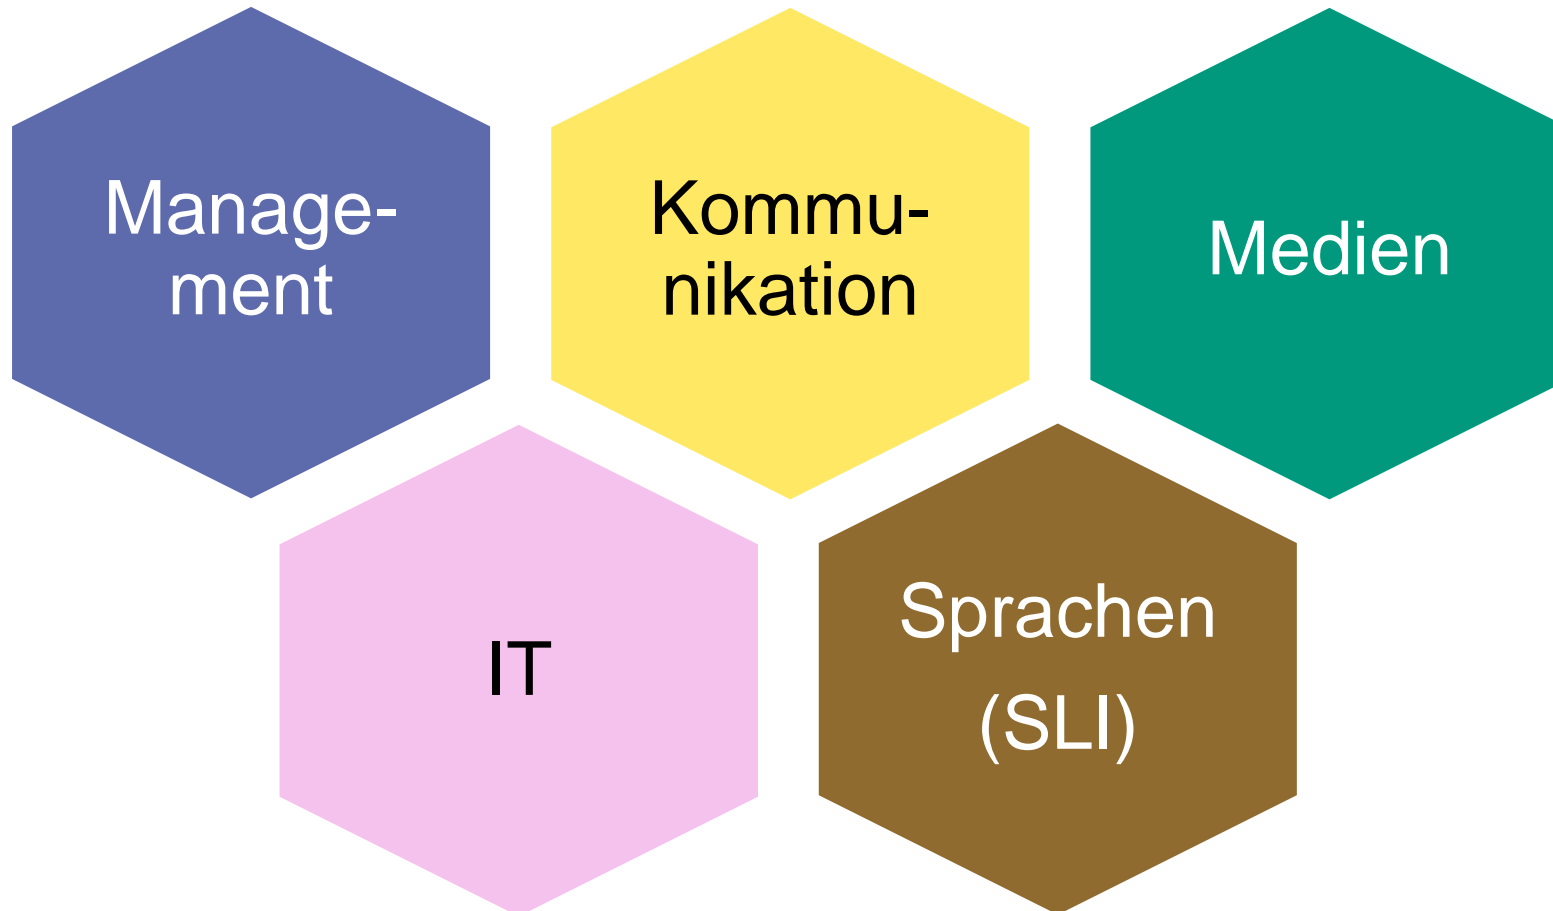 Manage-
ment
Kommu-
nikation
Medien
IT
Sprachen
(SLI)